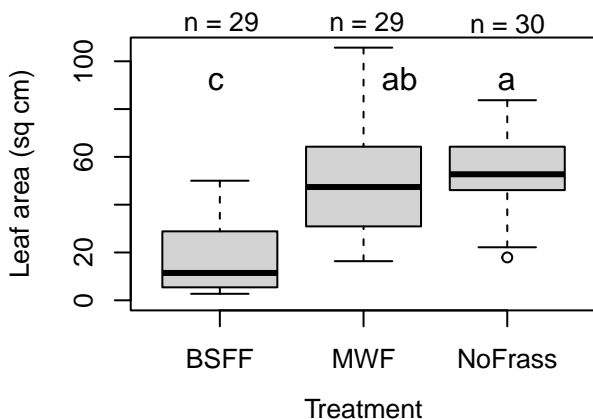 n = 29 n = 29 n = 30
c ab a
Leaf area (sq cm)
100
60
20
0
BSFF MWF NoFrass
Treatment